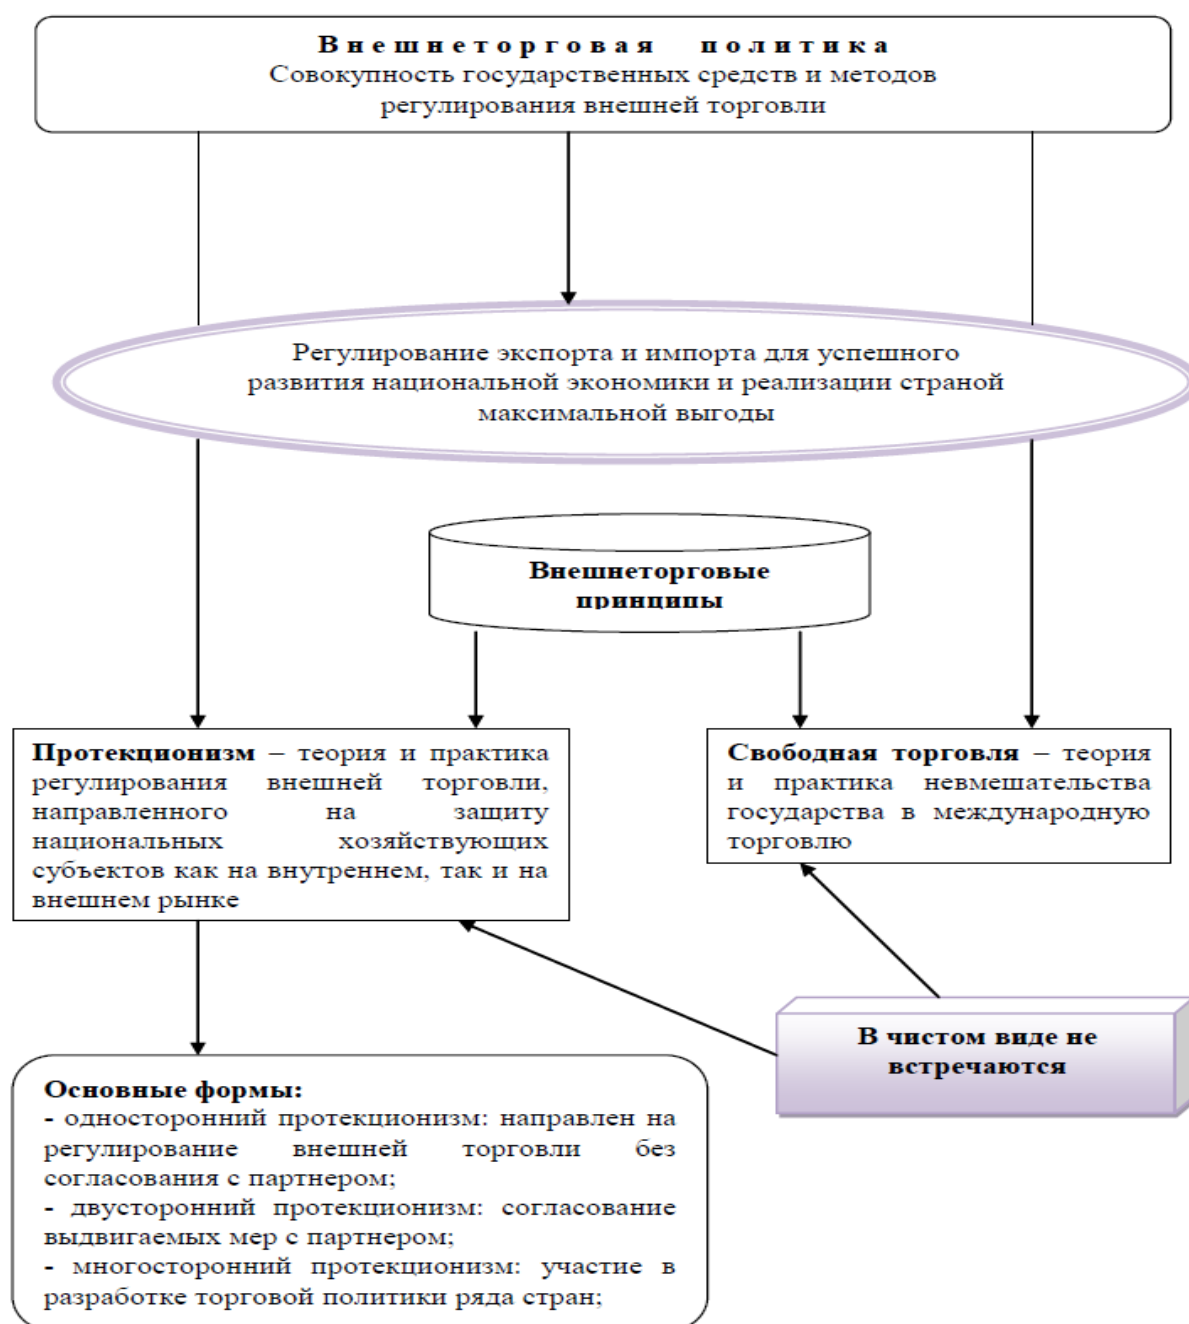 Внешнеторговая политика
Совокупность государственных средств и методов
регулирования внешней торговли
Регулирование экспорта и импорта для успешного
развития национальной экономики и реализации страной
максимальной выгоды
Внешнеторговые
принципы
Протекционизм – теория и практика
регулирования внешней торговли,
направленного на защиту
национальных хозяйствующих
субъектов как на внутреннем, так и на
внешнем рынке
Свободная торговля – теория
и практика невмешательства
государства в международную
торговлю
В чистом виде не
встречаются
Основные формы:
- односторонний протекционизм: направлен на
регулирование внешней торговли без
согласования с партнером;
- двусторонний протекционизм: согласование
выдвигаемых мер с партнером;
- многосторонний протекционизм: участие в
разработке торговой политики ряда стран;